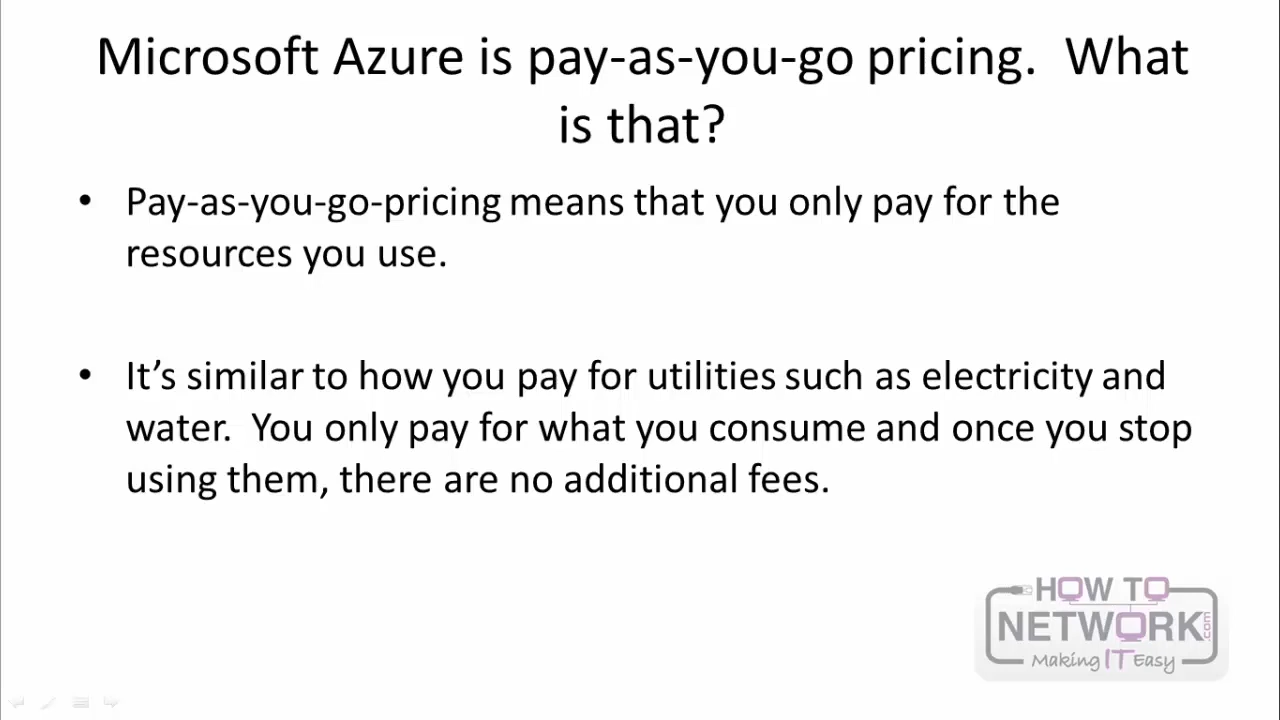 Microsoft Azure is pay-as-you-go pricing.  What
is that?
• Pay-as-you-go-pricing means that you only pay for the
resources you use.
• It’s similar to how you pay for utilities such as electricity and
water.  You only pay for what you consume and once you stop
using them, there are no additional fees.
HOW TO
NETWORK.com
Making IT Easy